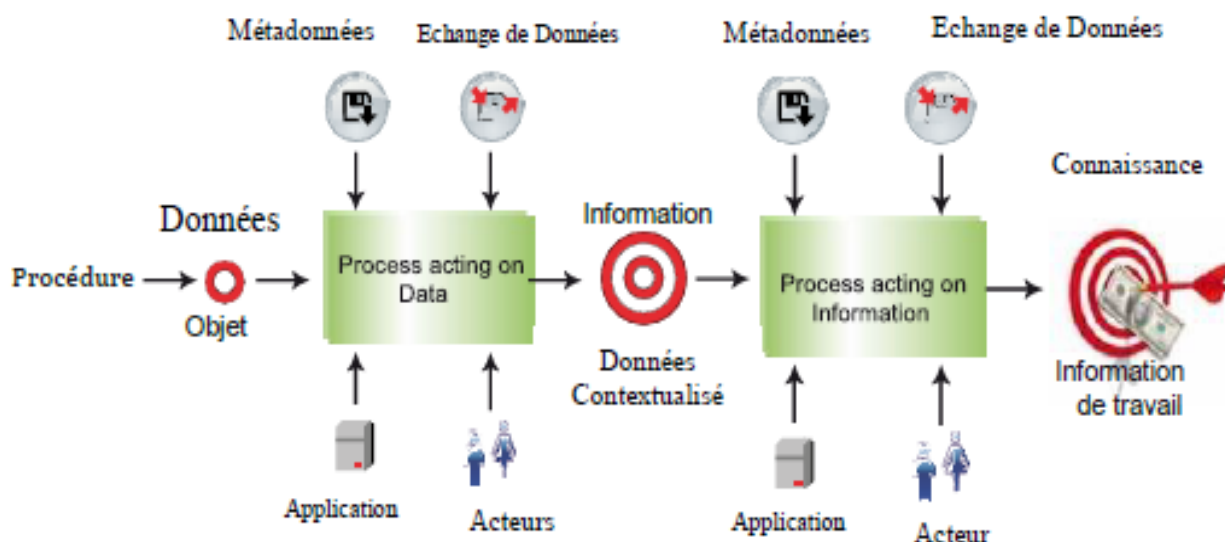 Métadonnées
Echange de Données
Métadonnées
Echange de Données
Connaissance
Données
Information
Procédure
Objet
Process acting on
Data
Process acting on
Information
Données
Contextualisé
Information
de travail
Application
Acteurs
Application
Acteur